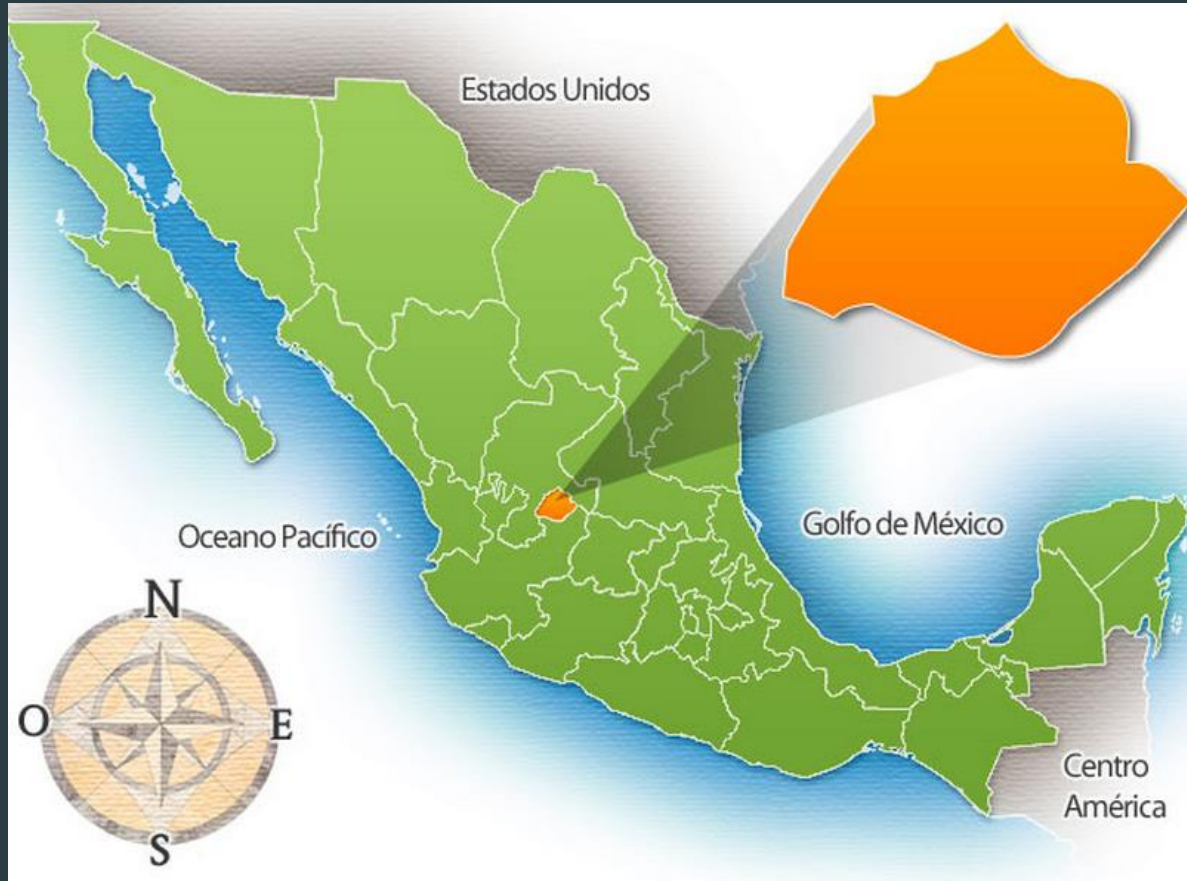 Estados Unidos
Oceano Pacífico
Golfo de México
N
O
E
S
Centro
América